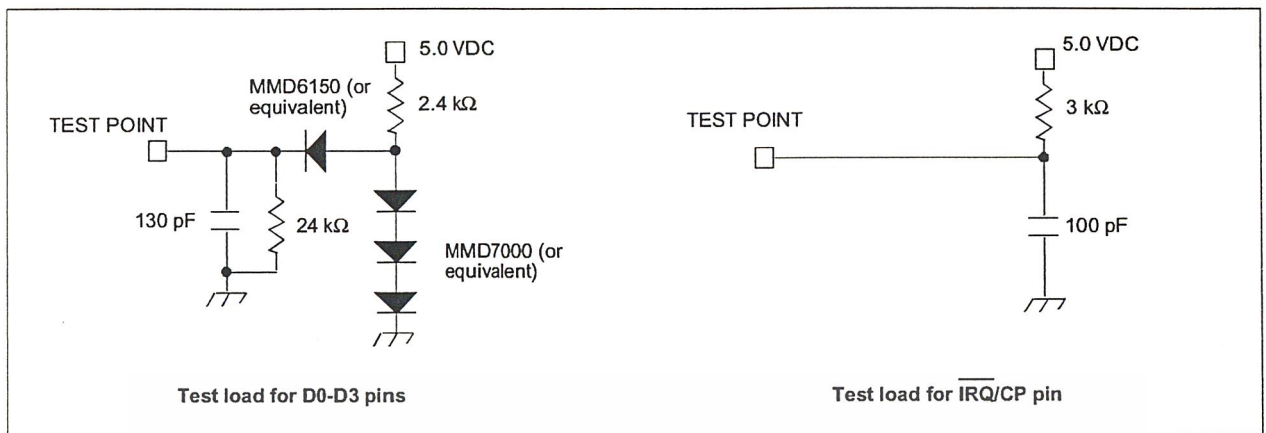 5.0 VDC
MMD6150 (or
equivalent)
2.4 kΩ
TEST POINT
130 pF
24 kΩ
MMD7000 (or
equivalent)
Test load for D0-D3 pins
5.0 VDC
3 kΩ
TEST POINT
100 pF
Test load for I̅R̅Q̅/CP pin